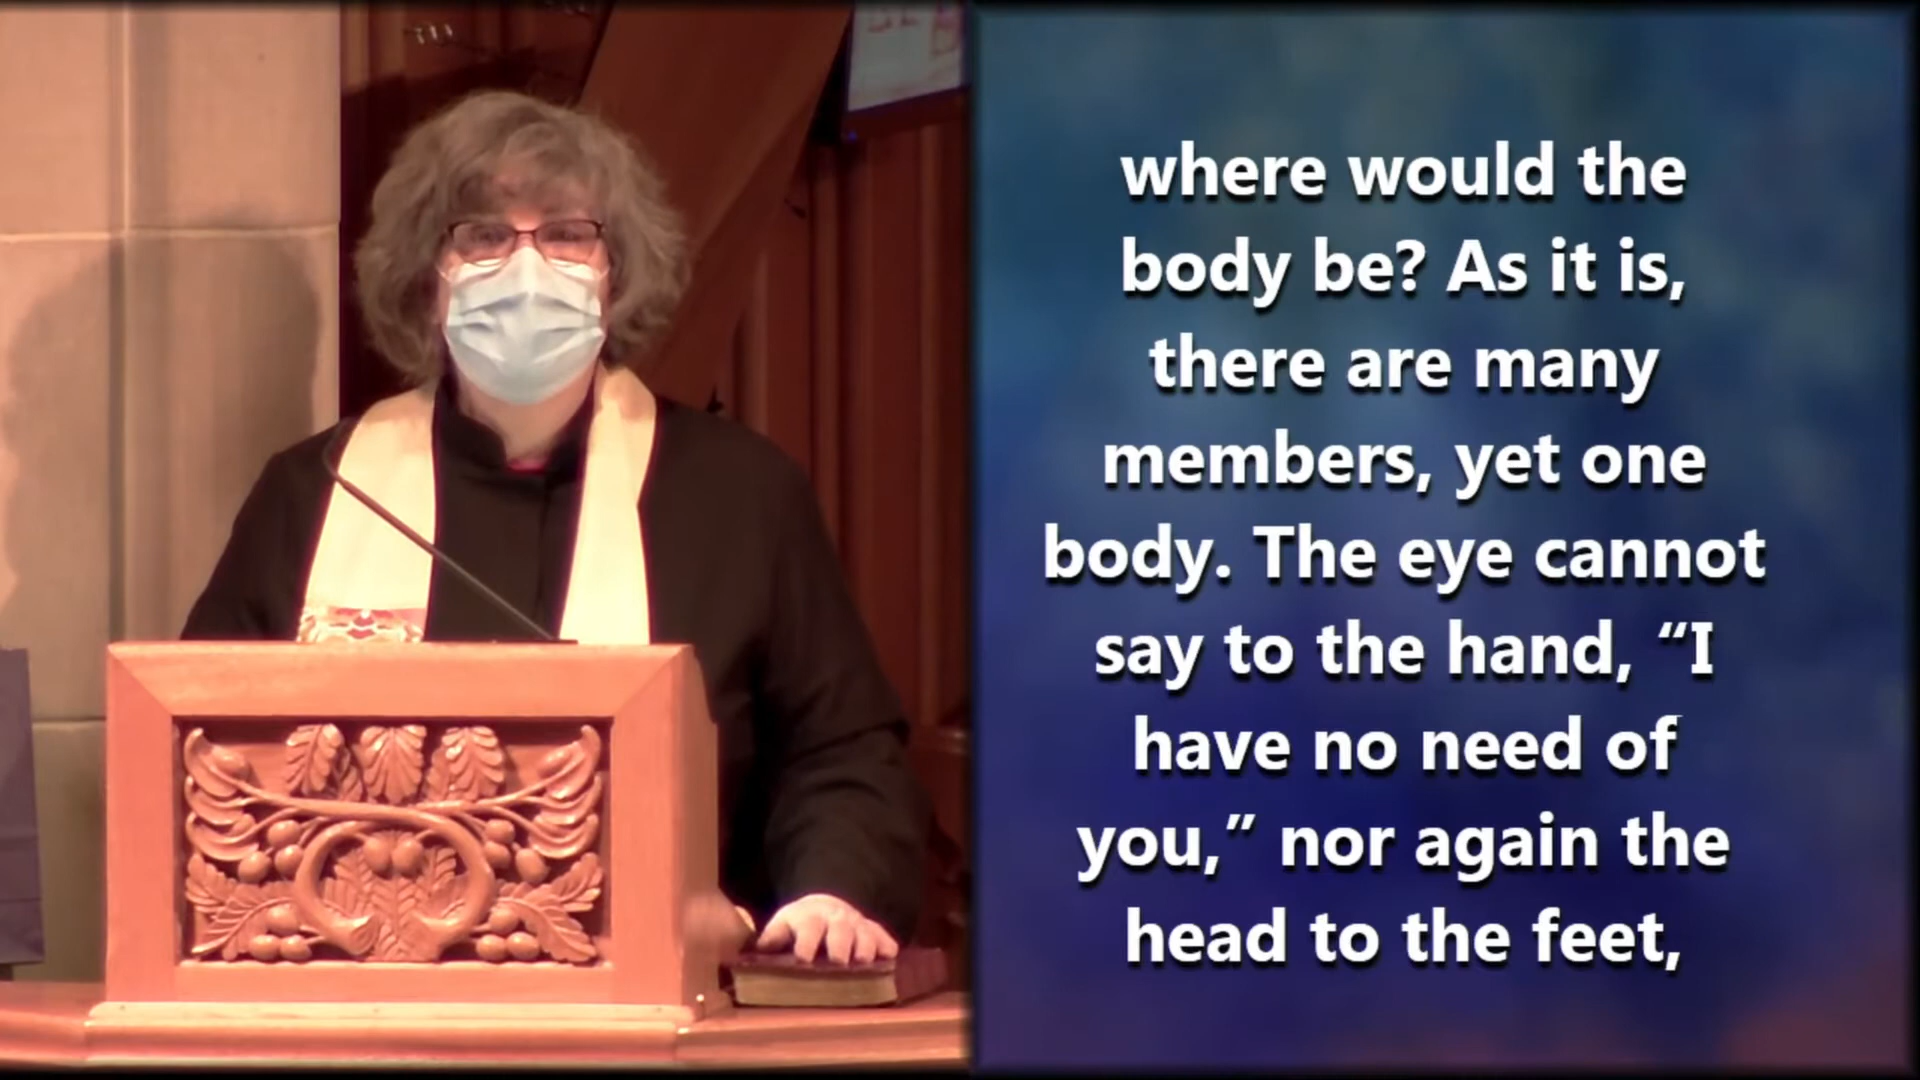 where would the
body be? As it is,
there are many
members, yet one
body. The eye cannot
say to the hand, “I
have no need of
you,” nor again the
head to the feet,